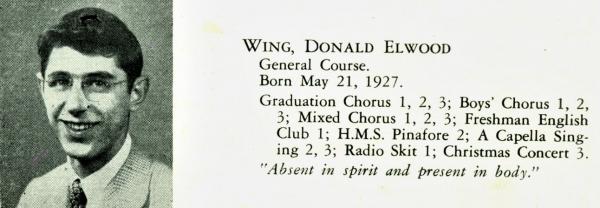 WING, DONALD ELWOOD
General Course.
Born May 21, 1927.
Graduation Chorus 1, 2, 3; Boys' Chorus 1, 2,
3; Mixed Chorus 1, 2, 3; Freshman English
Club 1; H.M.S. Pinafore 2; A Capella Sing-
ing 2, 3; Radio Skit 1; Christmas Concert 3.
"Absent in spirit and present in body."